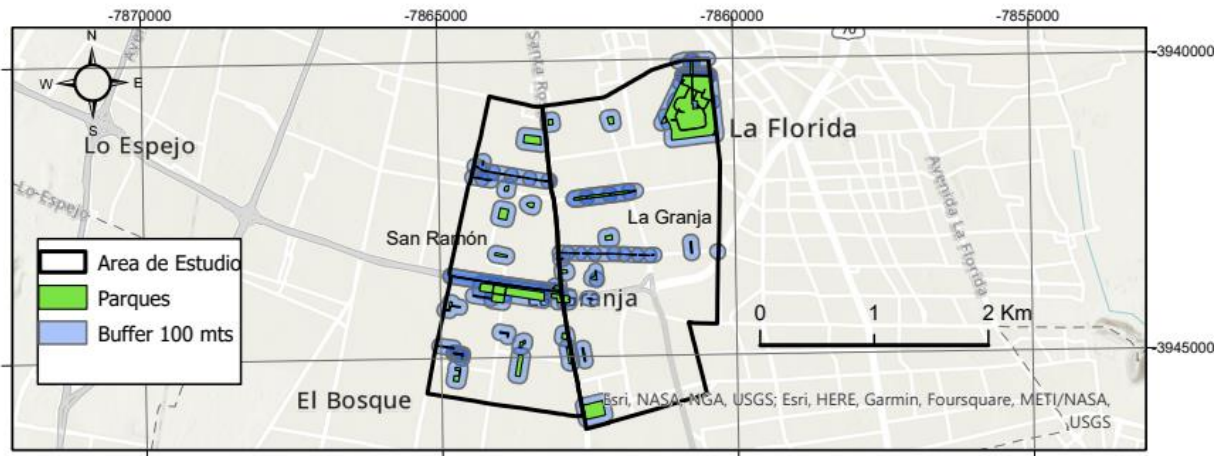 -7870000
-7865000
-7860000
-7855000
N
W
E
S
Santa Ro
70
-3940000
Lo Espejo
La Florida
Lo Espejo
Avenida La Florida
La Granja
San Ramón
Area de Estudio
Parques
Buffer 100 mts
ranja
0
1
2 Km
-3945000
El Bosque
Esri, NASA, NGA, USGS; Esri, HERE, Garmin, Foursquare, METI/NASA,
USGS